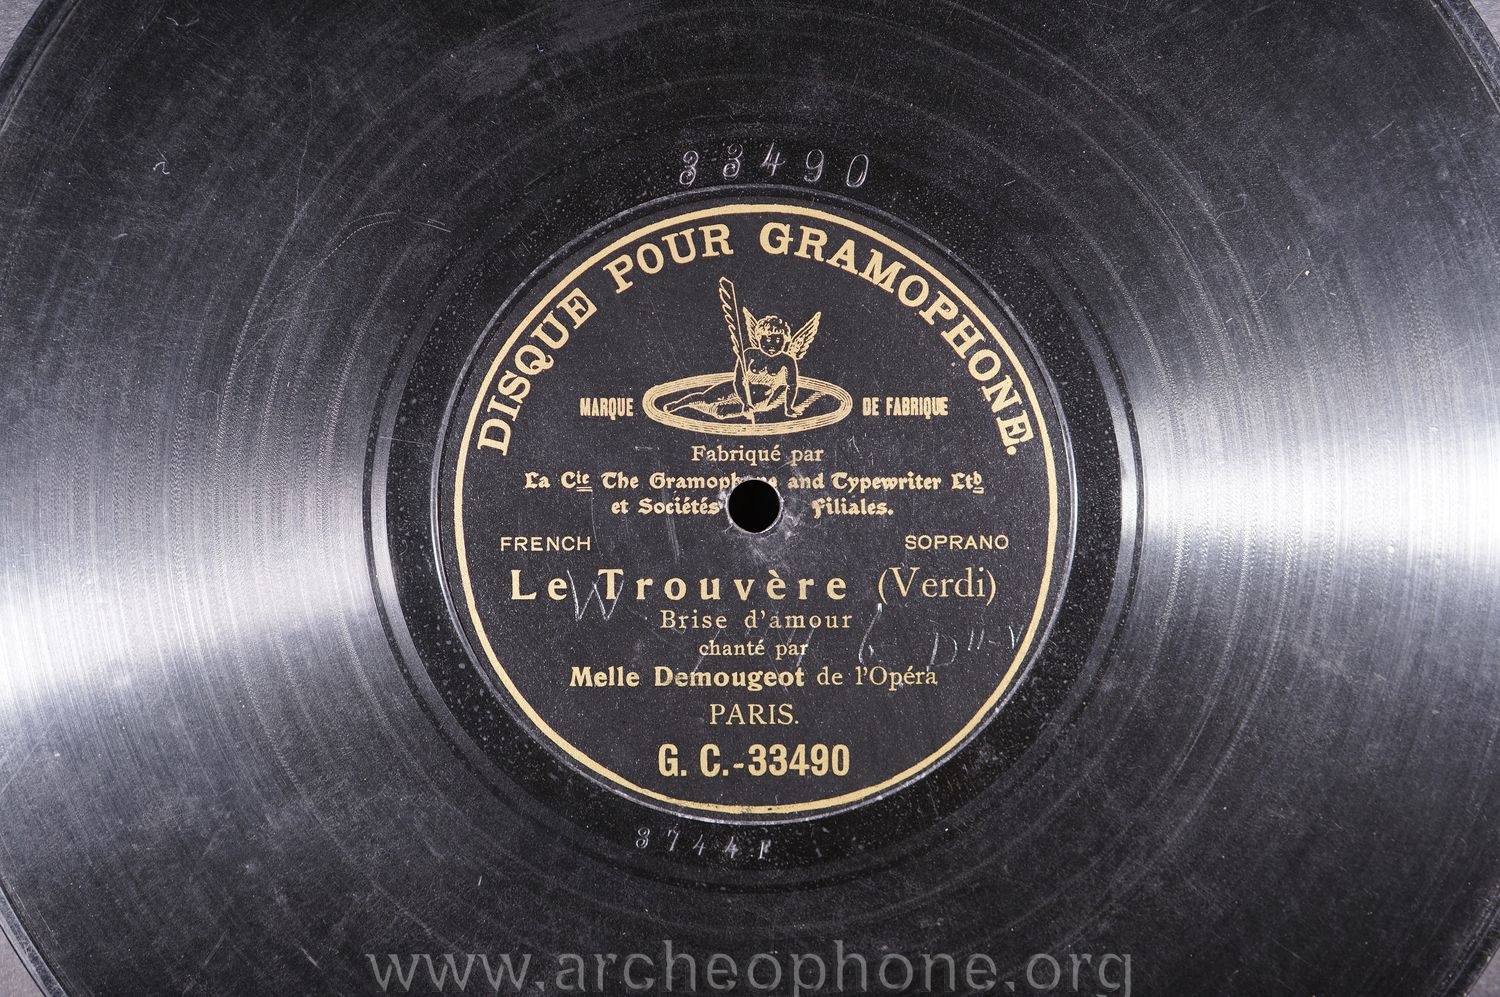 33490
DISQUE POUR GRAMOPHONE.
MARQUE DE FABRIQUE
Fabriqué par
La Cie The Gramophone and Typewriter Ltd
et Sociétés Filiales.
FRENCH SOPRANO
Le Trouvère (Verdi)
Brise d'amour
chanté par
Melle Demougeot de l'Opéra
PARIS.
G. C.-33490
3744F
www.archeophone.org